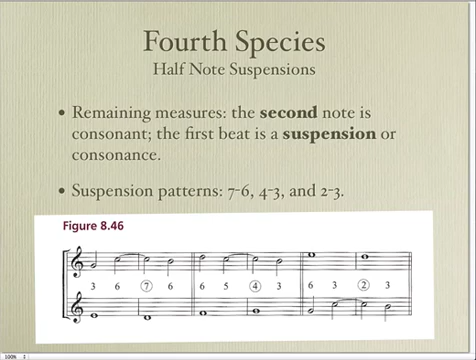 Fourth Species
Half Note Suspensions
• Remaining measures: the second note is
consonant; the first beat is a suspension or
consonance.
• Suspension patterns: 7-6, 4-3, and 2-3.
Figure 8.46
3 6 7 6 6 5 4 3 6 3 2 3
100%